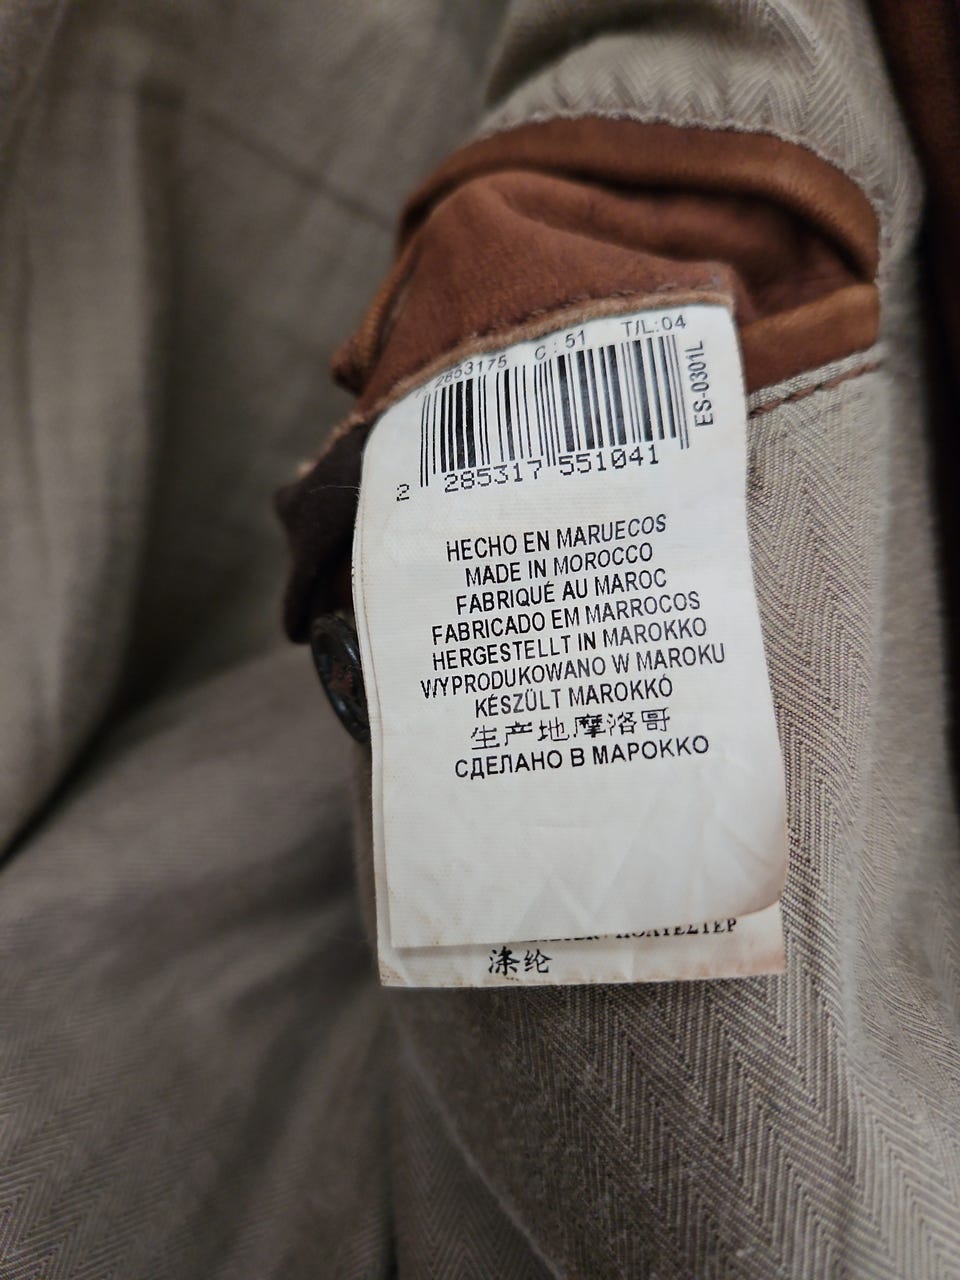 2853175 C: 51 T/L:04
ES-0301L
2 285317 551041
HECHO EN MARUECOS
MADE IN MOROCCO
FABRIQUÉ AU MAROC
FABRICADO EM MARROCOS
HERGESTELLT IN MAROKKO
WYPRODUKOWANO W MAROKU
KÉSZÜLT MAROKKÓ
生产地摩洛哥
СДЕЛАНО В МАРОККО
涤纶